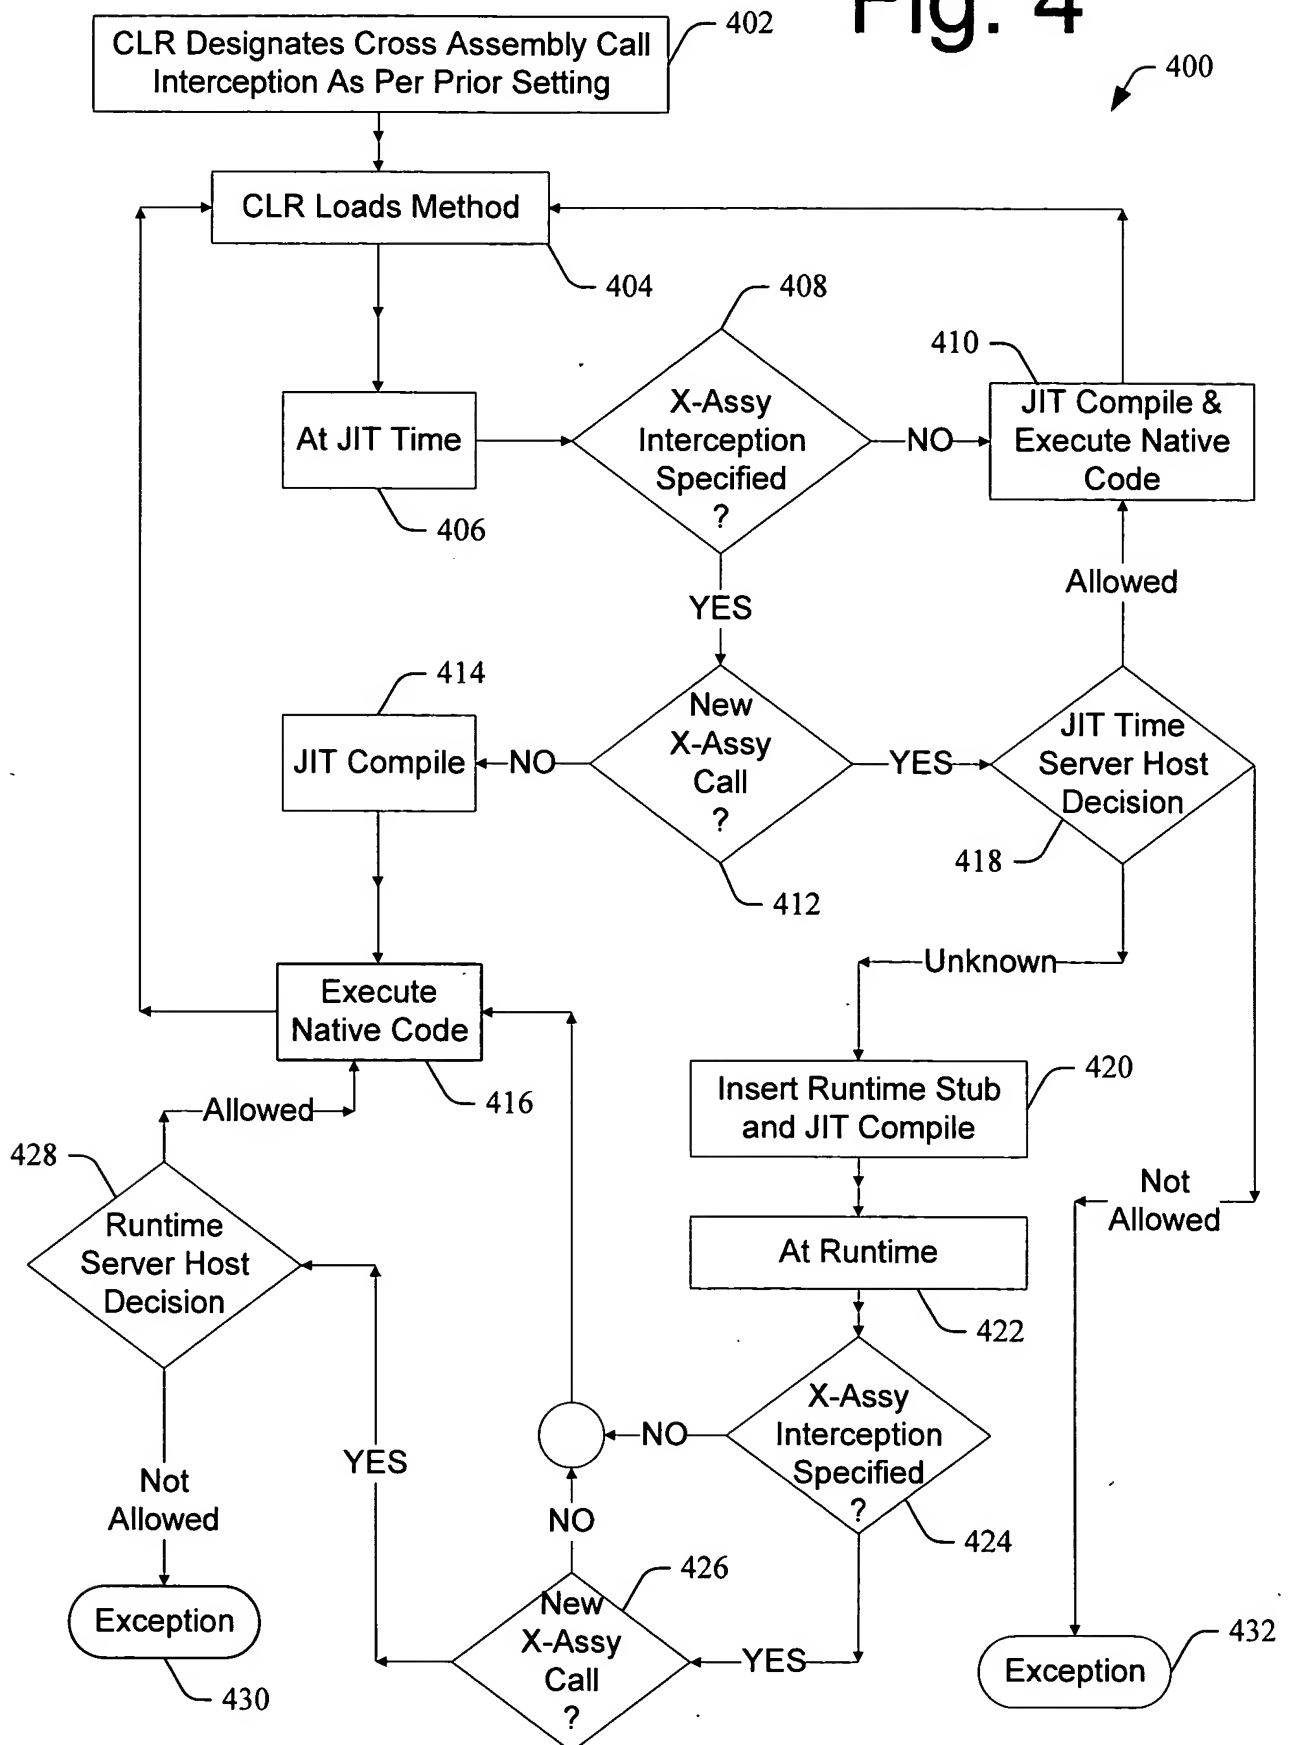 Fig. 4
CLR Designates Cross Assembly Call
Interception As Per Prior Setting
402
400
CLR Loads Method
404
408
410
At JIT Time
406
X-Assy
Interception
Specified
?
NO
JIT Compile &
Execute Native
Code
YES
Allowed
414
JIT Compile
NO
New
X-Assy
Call
?
412
YES
JIT Time
Server Host
Decision
418
Unknown
Execute
Native Code
416
Allowed
428
Runtime
Server Host
Decision
Insert Runtime Stub
and JIT Compile
420
At Runtime
422
Not
Allowed
X-Assy
Interception
Specified
?
424
NO
YES
NO
Not
Allowed
Exception
430
New
X-Assy
Call
?
426
YES
Exception
432